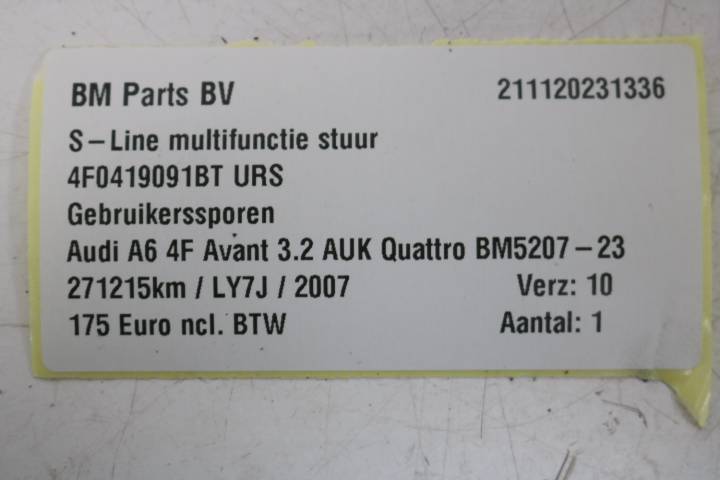 BM Parts BV 211120231336
S-Line multifunctie stuur
4F0419091BT URS
Gebruikerssporen
Audi A6 4F Avant 3.2 AUK Quattro BM5207-23
271215km / LY7J / 2007 Verz: 10
175 Euro ncl. BTW Aantal: 1